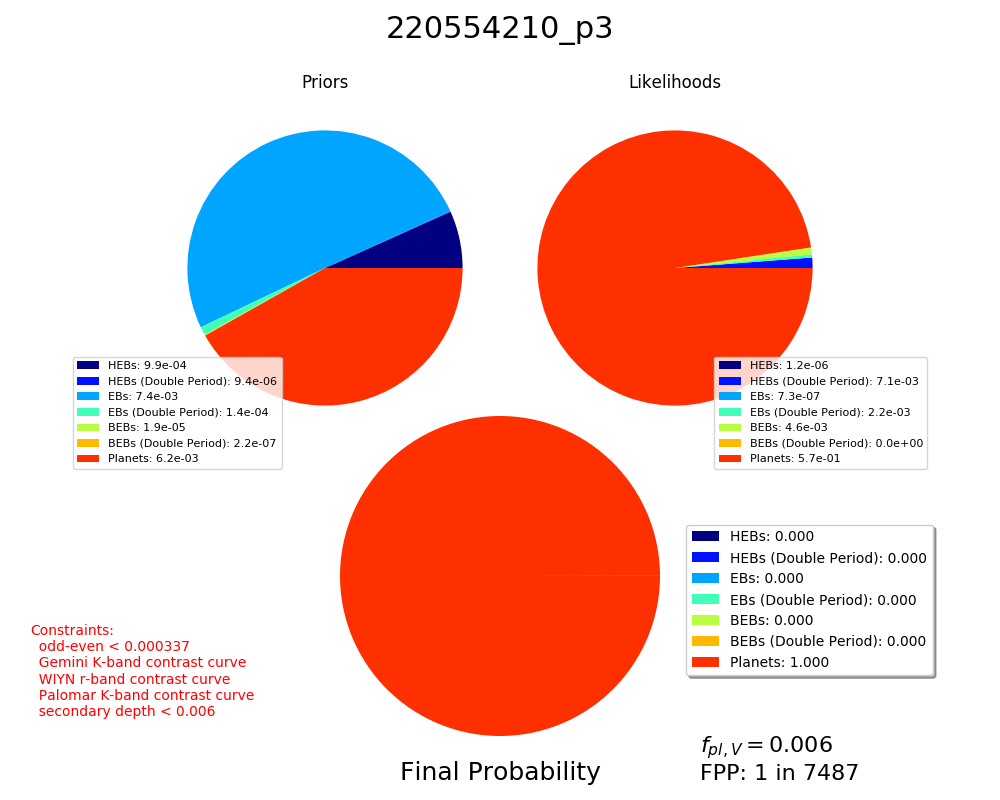 220554210_p3
Priors
Likelihoods
HEBs: 9.9e-04
HEBs (Double Period): 9.4e-06
EBs: 7.4e-03
EBs (Double Period): 1.4e-04
BEBs: 1.9e-05
BEBs (Double Period): 2.2e-07
Planets: 6.2e-03
HEBs: 1.2e-06
HEBs (Double Period): 7.1e-03
EBs: 7.3e-07
EBs (Double Period): 2.2e-03
BEBs: 4.6e-03
BEBs (Double Period): 0.0e+00
Planets: 5.7e-01
HEBs: 0.000
HEBs (Double Period): 0.000
EBs: 0.000
EBs (Double Period): 0.000
BEBs: 0.000
BEBs (Double Period): 0.000
Planets: 1.000
Constraints:
odd-even < 0.000337
Gemini K-band contrast curve
WIYN r-band contrast curve
Palomar K-band contrast curve
secondary depth < 0.006
Final Probability
f_{pl,V} = 0.006
FPP: 1 in 7487